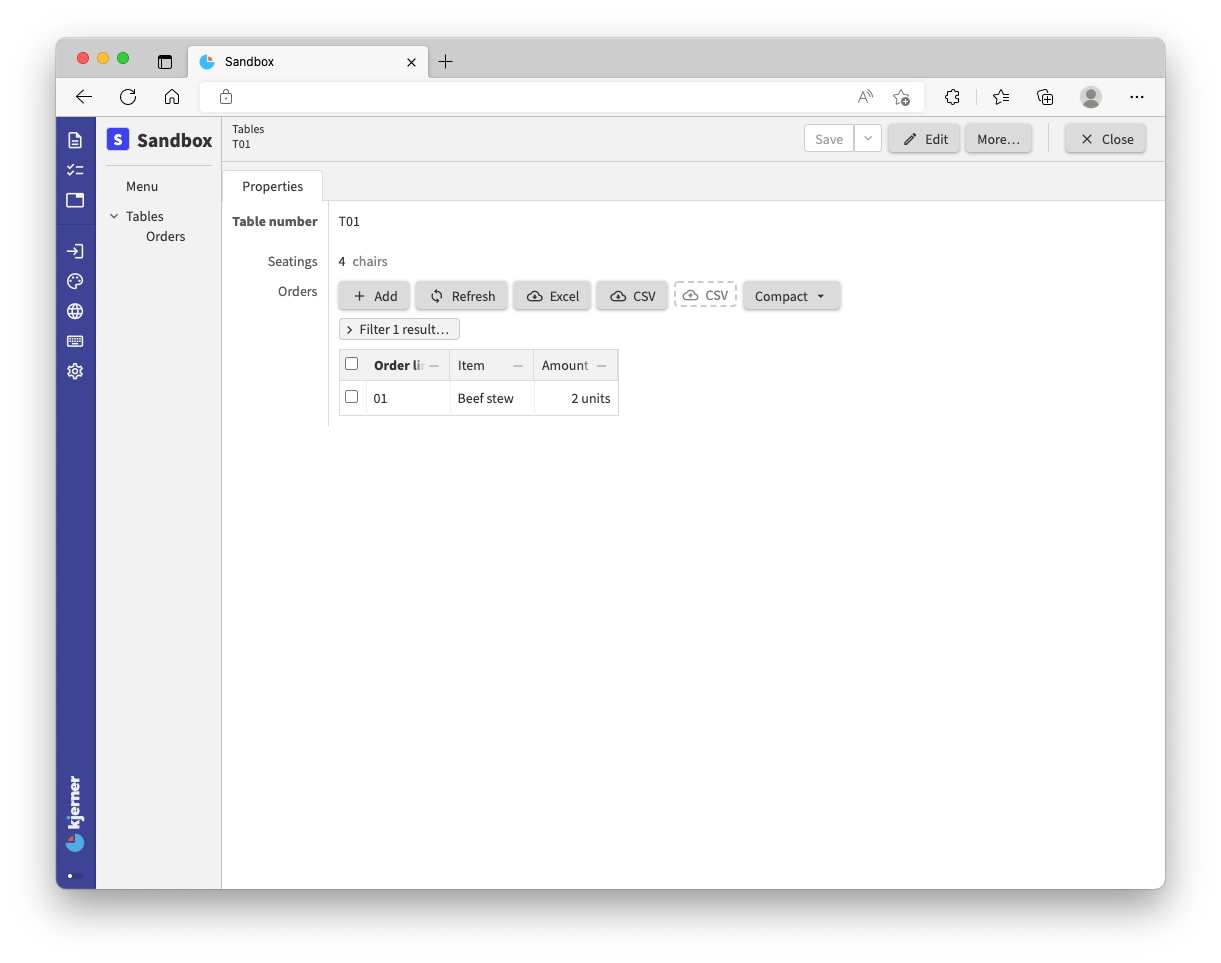 Sandbox
S Sandbox
Tables
T01
Save
Edit
More…
Close
Menu
Tables
Orders
Properties
Table number T01
Seatings 4 chairs
Orders
Add
Refresh
Excel
CSV
CSV
Compact
Filter 1 result…
Order li Item Amount
01 Beef stew 2 units
kjerner